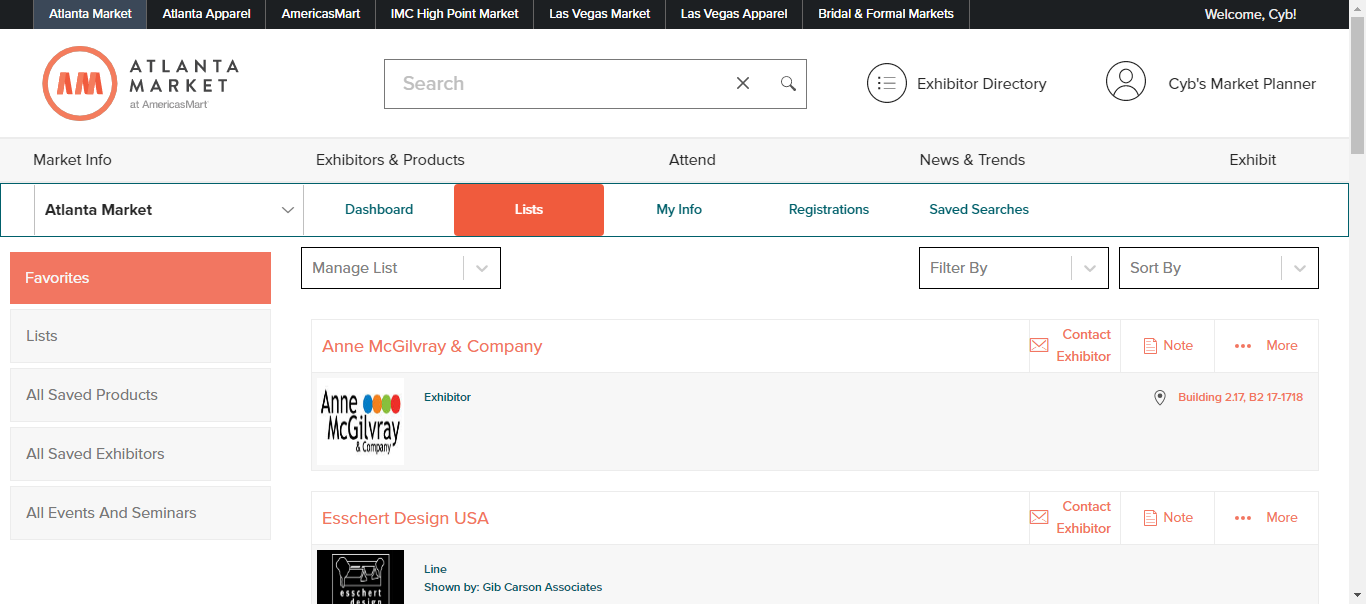 Atlanta Market Atlanta Apparel AmericasMart IMC High Point Market Las Vegas Market Las Vegas Apparel Bridal & Formal Markets Welcome, Cyb!
AM
ATLANTA
MARKET
at AmericasMart
Search
Exhibitor Directory
Cyb's Market Planner
Market Info Exhibitors & Products Attend News & Trends Exhibit
Atlanta Market Dashboard Lists My Info Registrations Saved Searches
Favorites
Lists
All Saved Products
All Saved Exhibitors
All Events And Seminars
Manage List Filter By Sort By
Anne McGilvray & Company
Contact
Exhibitor
Note
More
Anne
McGilvray
& Company
Exhibitor
Building 2.17, B2 17-1718
Esschert Design USA
Contact
Exhibitor
Note
More
esschert
design
Line
Shown by: Gib Carson Associates